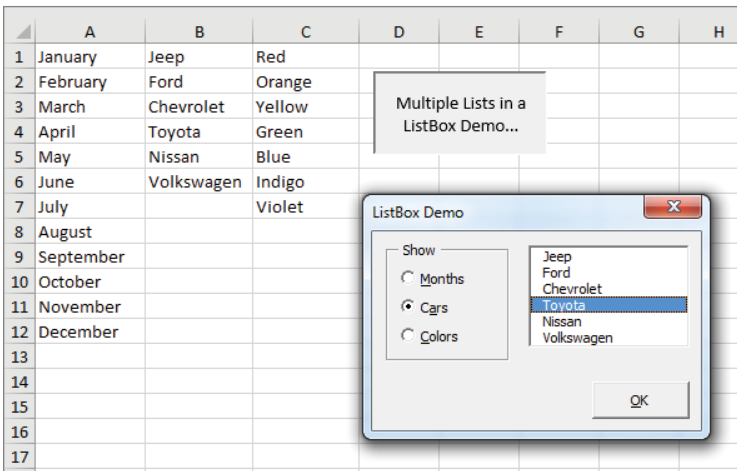 A B C D E F G H
1 January Jeep Red
2 February Ford Orange
3 March Chevrolet Yellow
4 April Toyota Green
5 May Nissan Blue
6 June Volkswagen Indigo
7 July Violet
8 August
9 September
10 October
11 November
12 December
13
14
15
16
17
Multiple Lists in a
ListBox Demo...
ListBox Demo
Show
Months
Cars
Colors
Jeep
Ford
Chevrolet
Toyota
Nissan
Volkswagen
OK